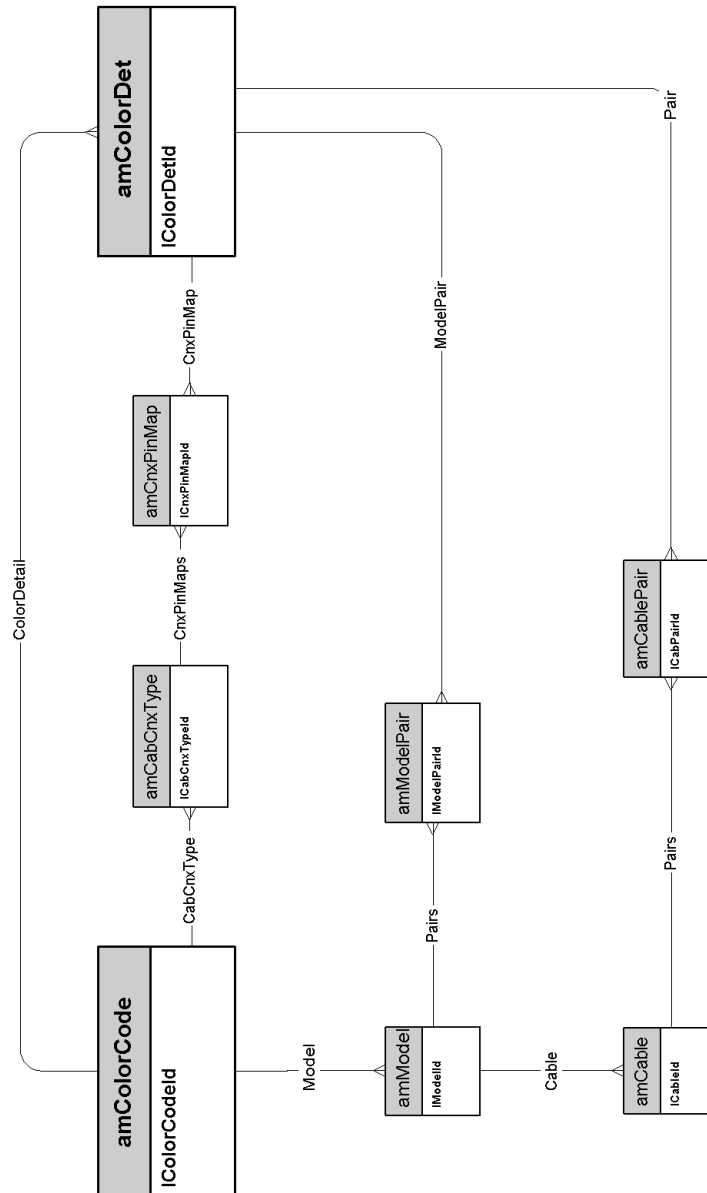 ColorDetail
amColorCode
lColorCodeId
CabCnxType
amCabCnxType
lCabCnxTypeId
CnxPinMaps
amCnxPinMap
lCnxPinMapId
CnxPinMap
amColorDet
lColorDetId
Model
amModel
lModelId
Pairs
amModelPair
lModelPairId
ModelPair
Cable
amCable
lCableId
Pairs
amCablePair
lCabPairId
Pair